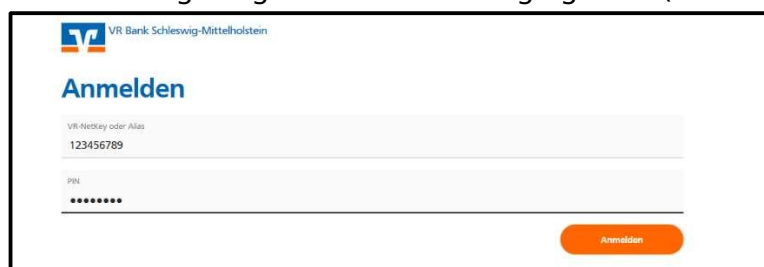 VR Bank Schleswig-Mittelholstein
Anmelden
VR-NetKey oder Alias
123456789
PIN
●●●●●●●●
Anmelden